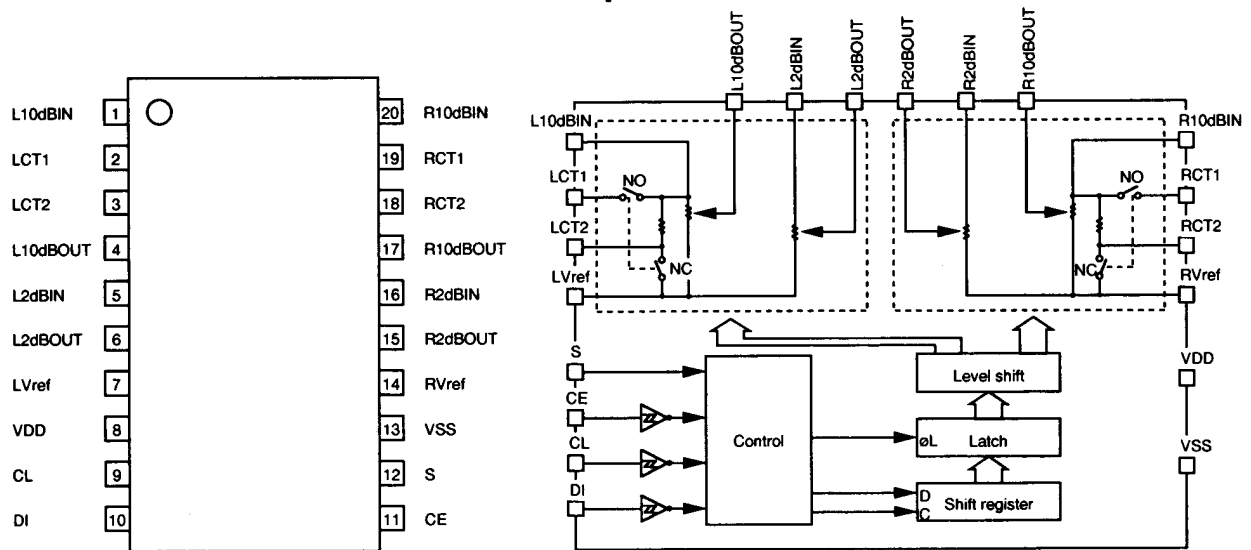 L10dBIN 1
LCT1 2
LCT2 3
L10dBOUT 4
L2dBIN 5
L2dBOUT 6
LVref 7
VDD 8
CL 9
DI 10
20 R10dBIN
19 RCT1
18 RCT2
17 R10dBOUT
16 R2dBIN
15 R2dBOUT
14 RVref
13 VSS
12 S
11 CE
L10dBOUT
L2dBIN
L2dBOUT
R2dBOUT
R2dBIN
R10dBOUT
L10dBIN
LCT1
LCT2
LVref
NO
NC
R10dBIN
RCT1
RCT2
RVref
NO
NC
S
CE
CL
DI
Control
Level shift
øL Latch
D
C
Shift register
VDD
VSS